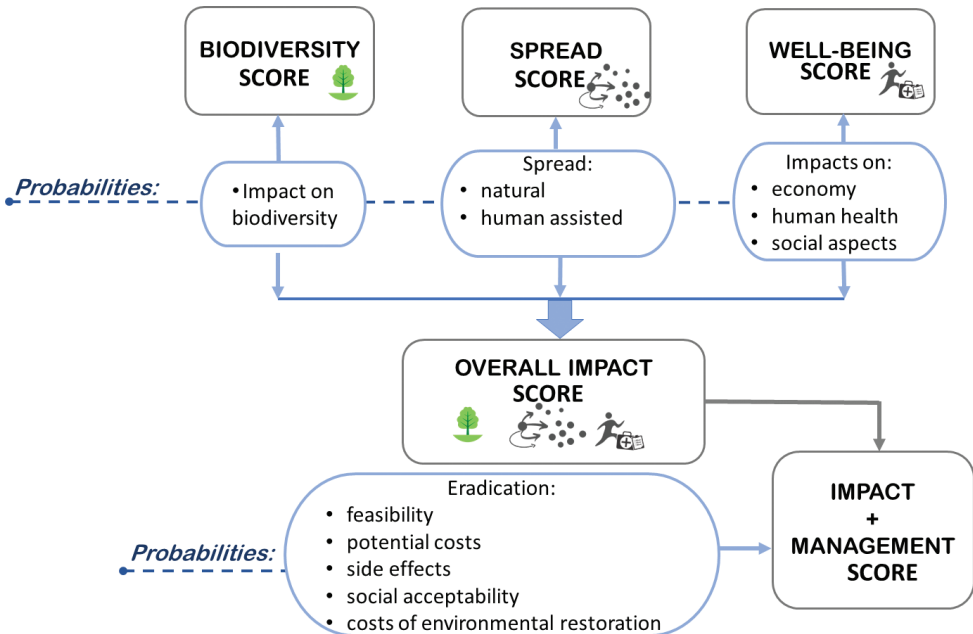 BIODIVERSITY
SCORE
SPREAD
SCORE
WELL-BEING
SCORE
Probabilities:
•Impact on
biodiversity
Spread:
• natural
• human assisted
Impacts on:
• economy
• human health
• social aspects
OVERALL IMPACT
SCORE
Eradication:
• feasibility
• potential costs
• side effects
• social acceptability
• costs of environmental restoration
Probabilities:
IMPACT
+
MANAGEMENT
SCORE